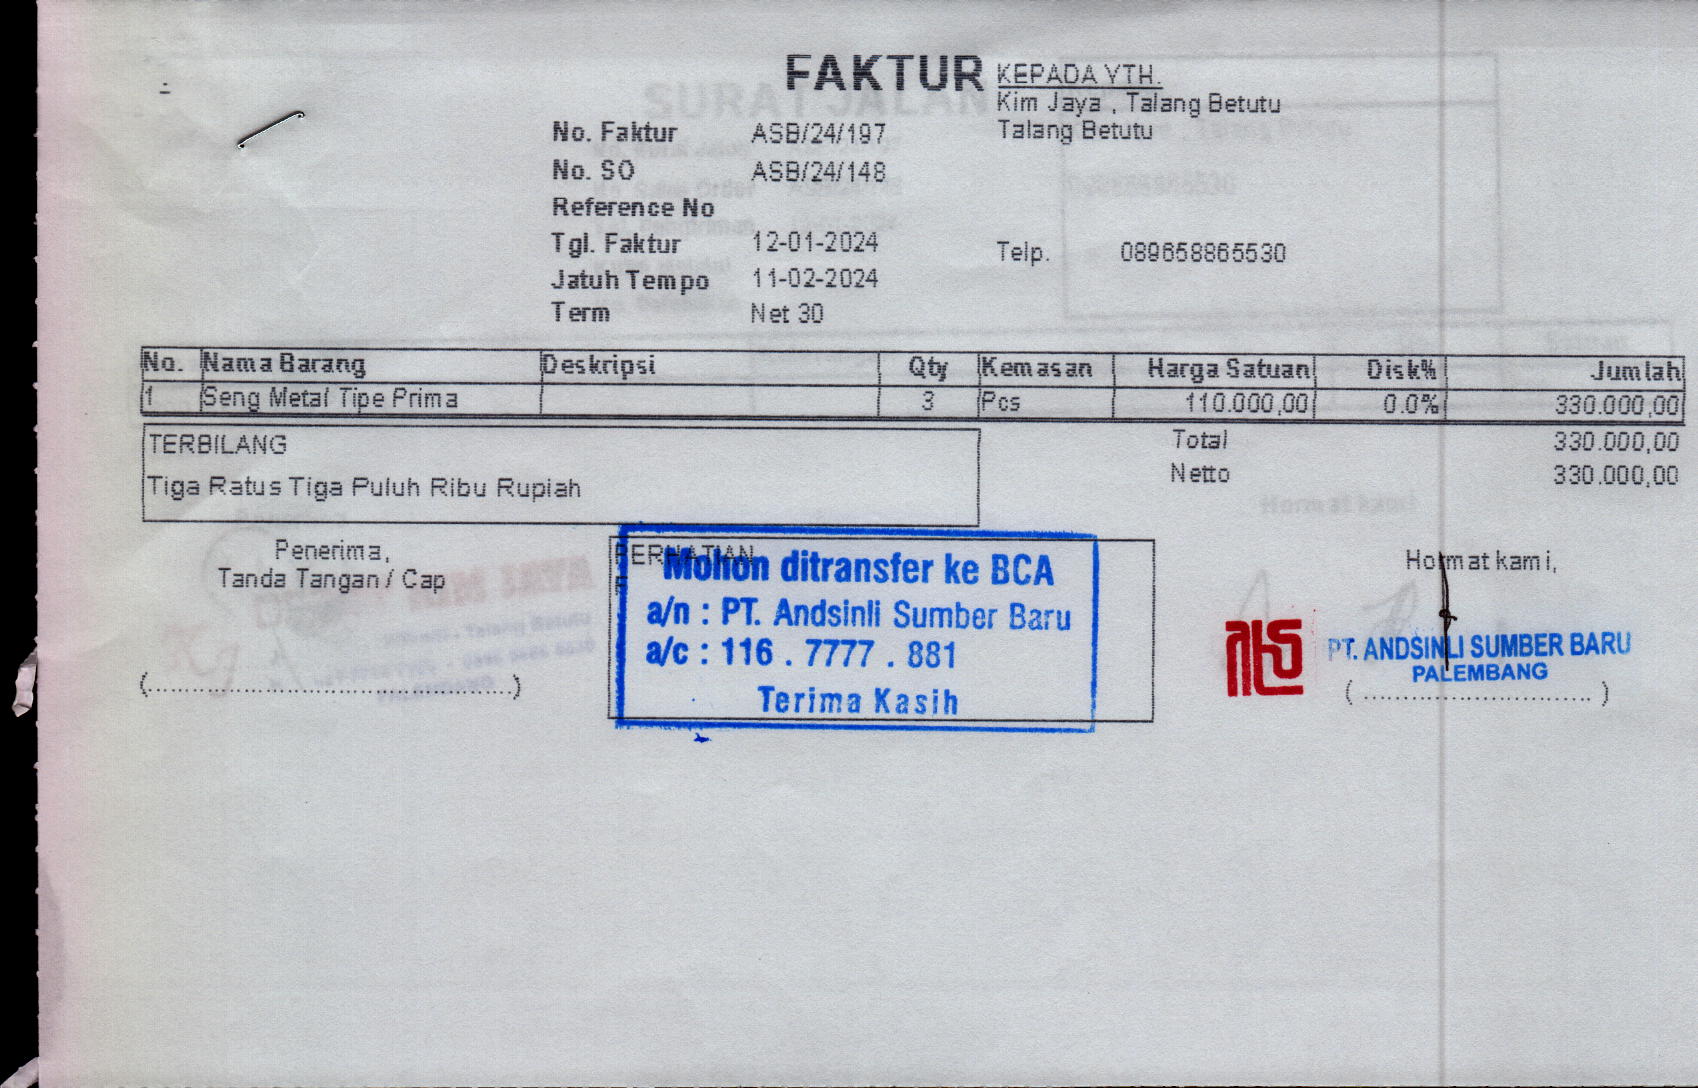 FAKTUR
No. Faktur ASB/24/197
No. SO ASB/24/148
Reference No
Tgl. Faktur 12-01-2024
Jatuh Tempo 11-02-2024
Term Net 30
KEPADA YTH.
Kim Jaya , Talang Betutu
Talang Betutu
Telp. 089658865530
No. Nama Barang Deskripsi Qty Kemasan Harga Satuan Disk% Jumlah
1 Seng Metal Tipe Prima 3 Pcs 110.000,00 0.0% 330.000,00
Total 330.000,00
Netto 330.000,00
TERBILANG
Tiga Ratus Tiga Puluh Ribu Rupiah
Penerima,
Tanda Tangan / Cap
(........................................................)
PERHATIAN
Mohon ditransfer ke BCA
a/n : PT. Andsinli Sumber Baru
a/c : 116 . 7777 . 881
Terima Kasih
Hormat kami,
PT. ANDSINLI SUMBER BARU
PALEMBANG
( .................................. )